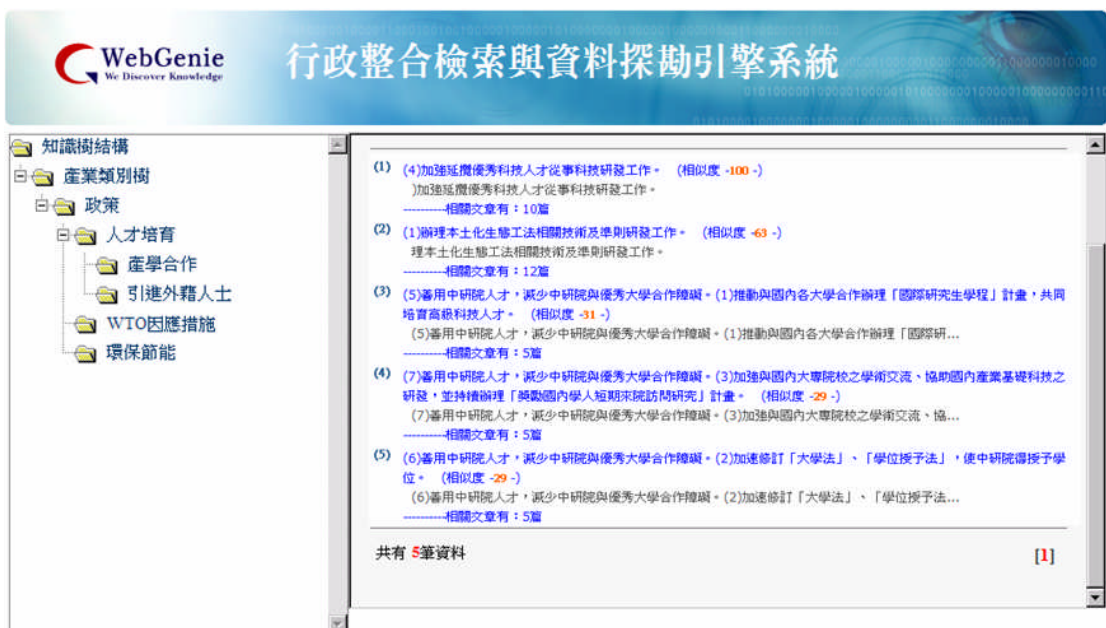 WebGenie
We Discover Knowledge
行政整合檢索與資料探勘引擎系統
知識樹結構
產業類別樹
政策
人才培育
產學合作
引進外籍人士
WTO因應措施
環保節能
(1) (4)加強延攬優秀科技人才從事科技研發工作。 (相似度 -100 -)
)加強延攬優秀科技人才從事科技研發工作。
----------相關文章有：10篇
(2) (1)辦理本土化生態工法相關技術及準則研發工作。 (相似度 -63 -)
理本土化生態工法相關技術及準則研發工作。
----------相關文章有：12篇
(3) (5)善用中研院人才，減少中研院與優秀大學合作障礙。(1)推動與國內各大學合作辦理「國際研究生學程」計畫，共同
培育高級科技人才。 (相似度 -31 -)
(5)善用中研院人才，減少中研院與優秀大學合作障礙。(1)推動與國內各大學合作辦理「國際研...
----------相關文章有：5篇
(4) (7)善用中研院人才，減少中研院與優秀大學合作障礙。(3)加強與國內大專院校之學術交流、協助國內產業基礎科技之
研發，並持續辦理「獎勵國內學人短期來院訪問研究」計畫。 (相似度 -29 -)
(7)善用中研院人才，減少中研院與優秀大學合作障礙。(3)加強與國內大專院校之學術交流、協...
----------相關文章有：5篇
(5) (6)善用中研院人才，減少中研院與優秀大學合作障礙。(2)加速修訂「大學法」、「學位授予法」，使中研院得授予學
位。 (相似度 -29 -)
(6)善用中研院人才，減少中研院與優秀大學合作障礙。(2)加速修訂「大學法」、「學位授予法...
----------相關文章有：5篇
共有 5筆資料 [1]